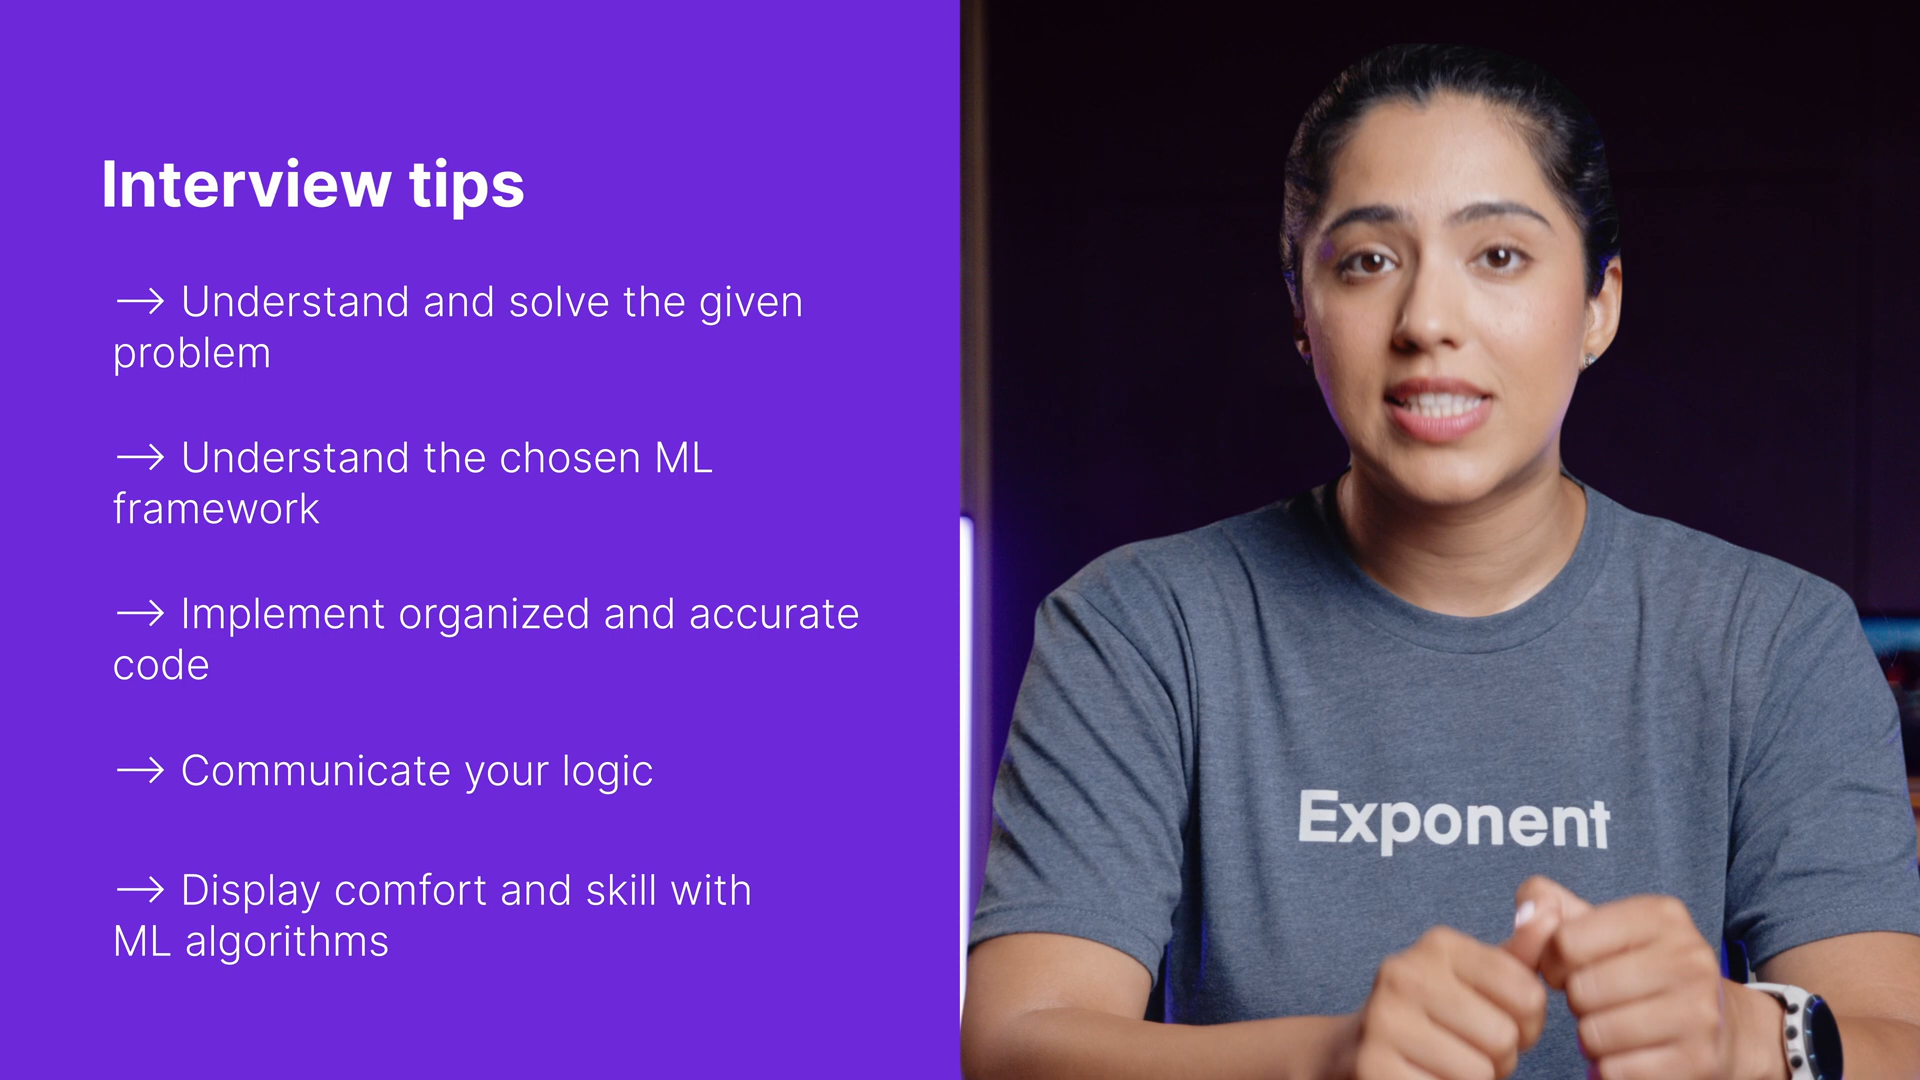 Interview tips
→ Understand and solve the given
problem
→ Understand the chosen ML
framework
→ Implement organized and accurate
code
→ Communicate your logic
→ Display comfort and skill with
ML algorithms
Exponent